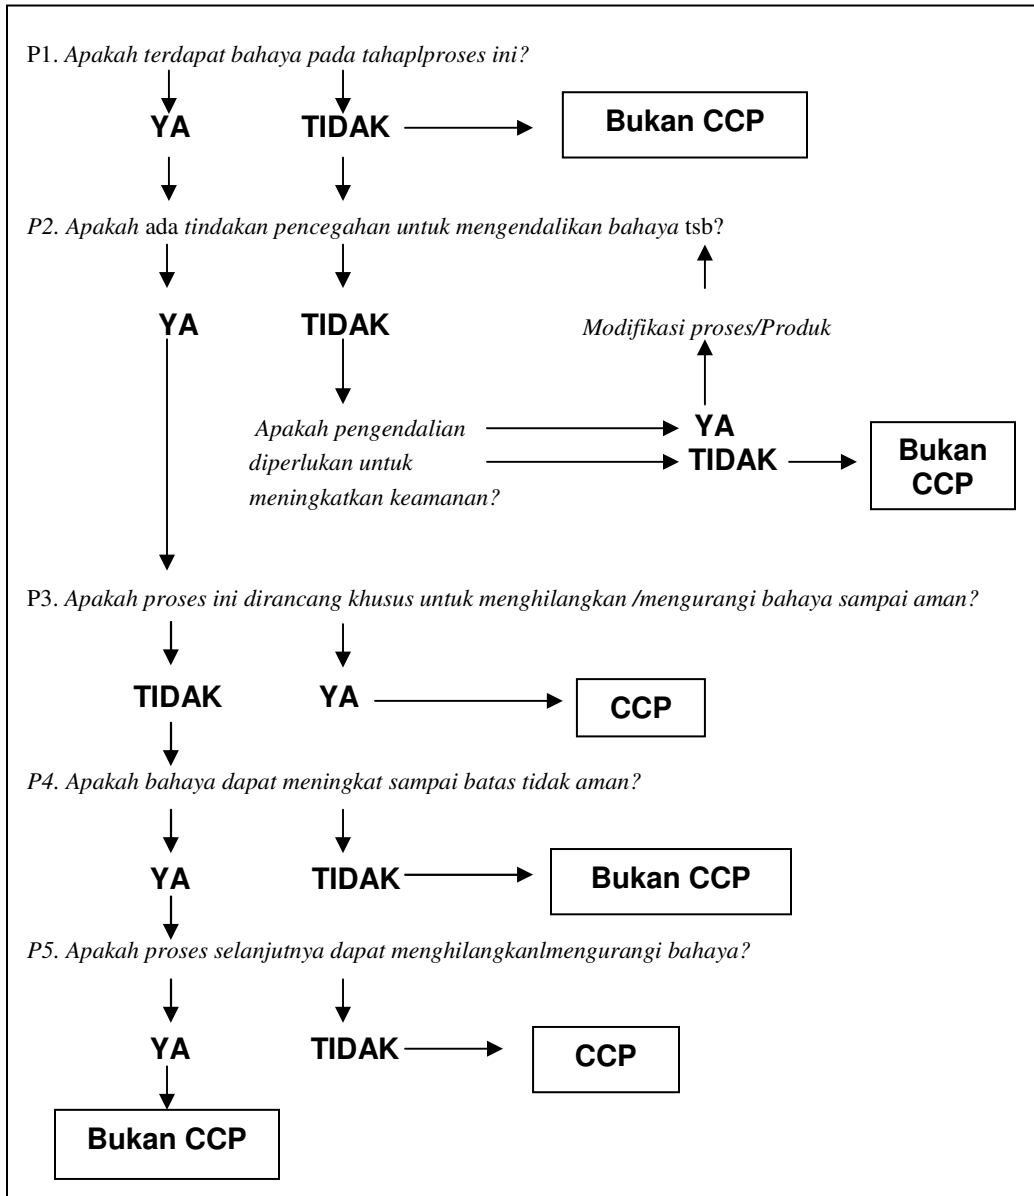 P1. Apakah terdapat bahaya pada tahaplproses ini?
YA TIDAK Bukan CCP
P2. Apakah ada tindakan pencegahan untuk mengendalikan bahaya tsb?
YA TIDAK Modifikasi proses/Produk
Apakah pengendalian YA
diperlukan untuk TIDAK Bukan
meningkatkan keamanan? CCP
P3. Apakah proses ini dirancang khusus untuk menghilangkan /mengurangi bahaya sampai aman?
TIDAK YA CCP
P4. Apakah bahaya dapat meningkat sampai batas tidak aman?
YA TIDAK Bukan CCP
P5. Apakah proses selanjutnya dapat menghilangkanlmengurangi bahaya?
YA TIDAK CCP
Bukan CCP